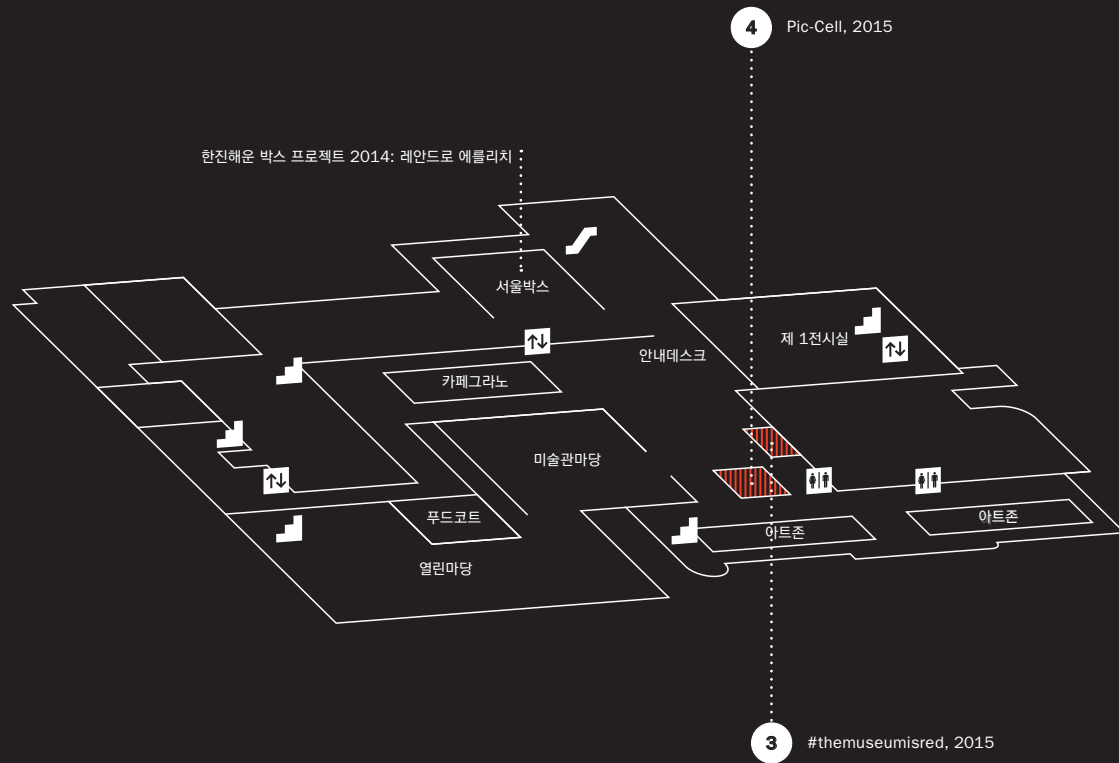 4 Pic-Cell, 2015
한진해운 박스 프로젝트 2014: 레안드로 에를리치
서울박스
제 1전시실
안내데스크
카페그라노
미술관마당
푸드코트
아트존
아트존
열린마당
3 #themuseumisred, 2015